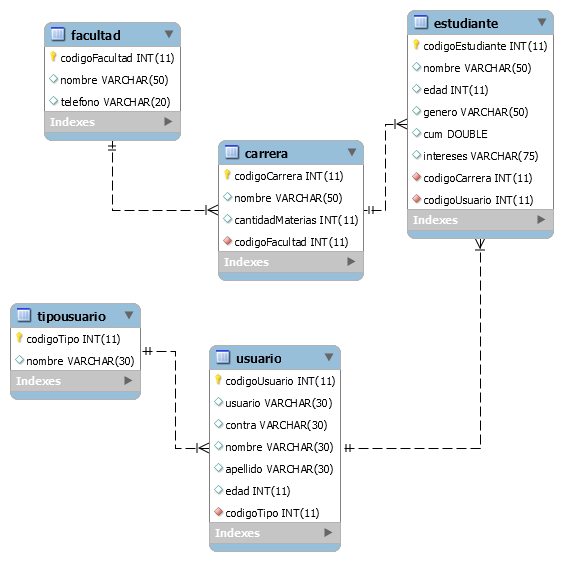 facultad
codigoFacultad INT(11)
nombre VARCHAR(50)
telefono VARCHAR(20)
Indexes
carrera
codigoCarrera INT(11)
nombre VARCHAR(50)
cantidadMaterias INT(11)
codigoFacultad INT(11)
Indexes
estudiante
codigoEstudiante INT(11)
nombre VARCHAR(50)
edad INT(11)
genero VARCHAR(50)
cum DOUBLE
intereses VARCHAR(75)
codigoCarrera INT(11)
codigoUsuario INT(11)
Indexes
tipousuario
codigoTipo INT(11)
nombre VARCHAR(30)
Indexes
usuario
codigoUsuario INT(11)
usuario VARCHAR(30)
contra VARCHAR(30)
nombre VARCHAR(30)
apellido VARCHAR(30)
edad INT(11)
codigoTipo INT(11)
Indexes